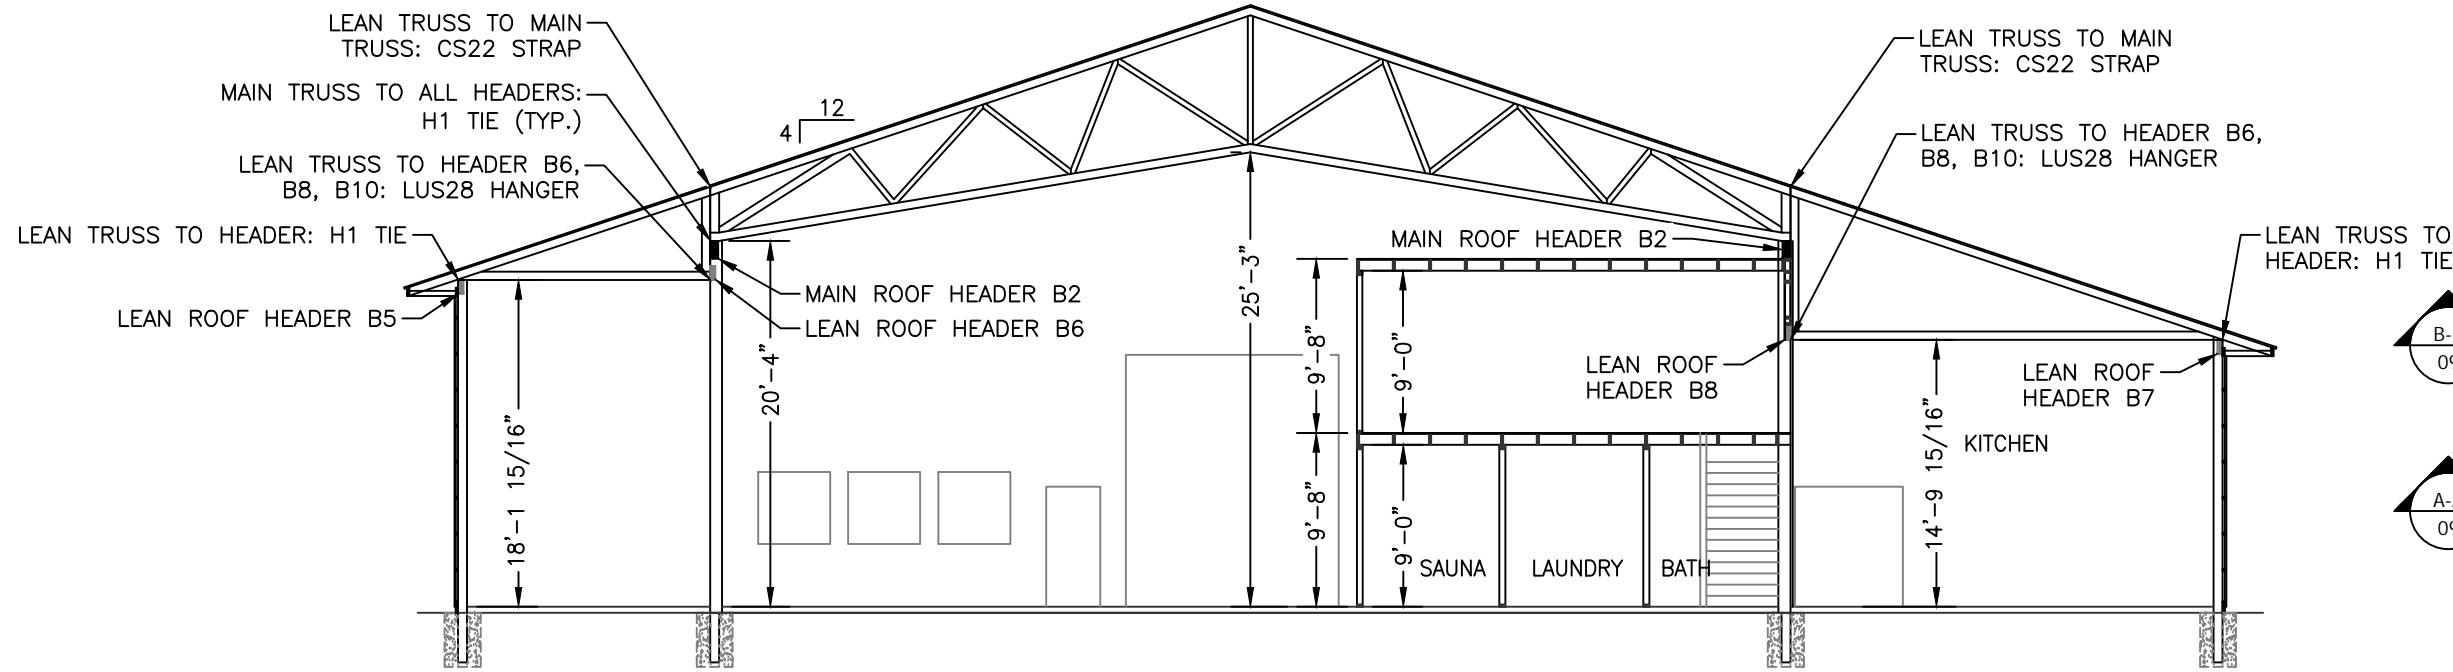 LEAN TRUSS TO MAIN
TRUSS: CS22 STRAP
MAIN TRUSS TO ALL HEADERS:
H1 TIE (TYP.)
LEAN TRUSS TO HEADER B6,
B8, B10: LUS28 HANGER
LEAN TRUSS TO HEADER: H1 TIE
LEAN ROOF HEADER B5
12
4
MAIN ROOF HEADER B2
LEAN ROOF HEADER B6
18'-1 15/16"
20'-4"
25'-3"
MAIN ROOF HEADER B2
9'-8"
9'-0"
9'-8"
9'-0"
SAUNA
LAUNDRY
BATH
LEAN ROOF
HEADER B8
LEAN TRUSS TO MAIN
TRUSS: CS22 STRAP
LEAN TRUSS TO HEADER B6,
B8, B10: LUS28 HANGER
LEAN TRUSS TO
HEADER: H1 TIE
LEAN ROOF
HEADER B7
14'-9 15/16"
KITCHEN
B-
09
A-
09